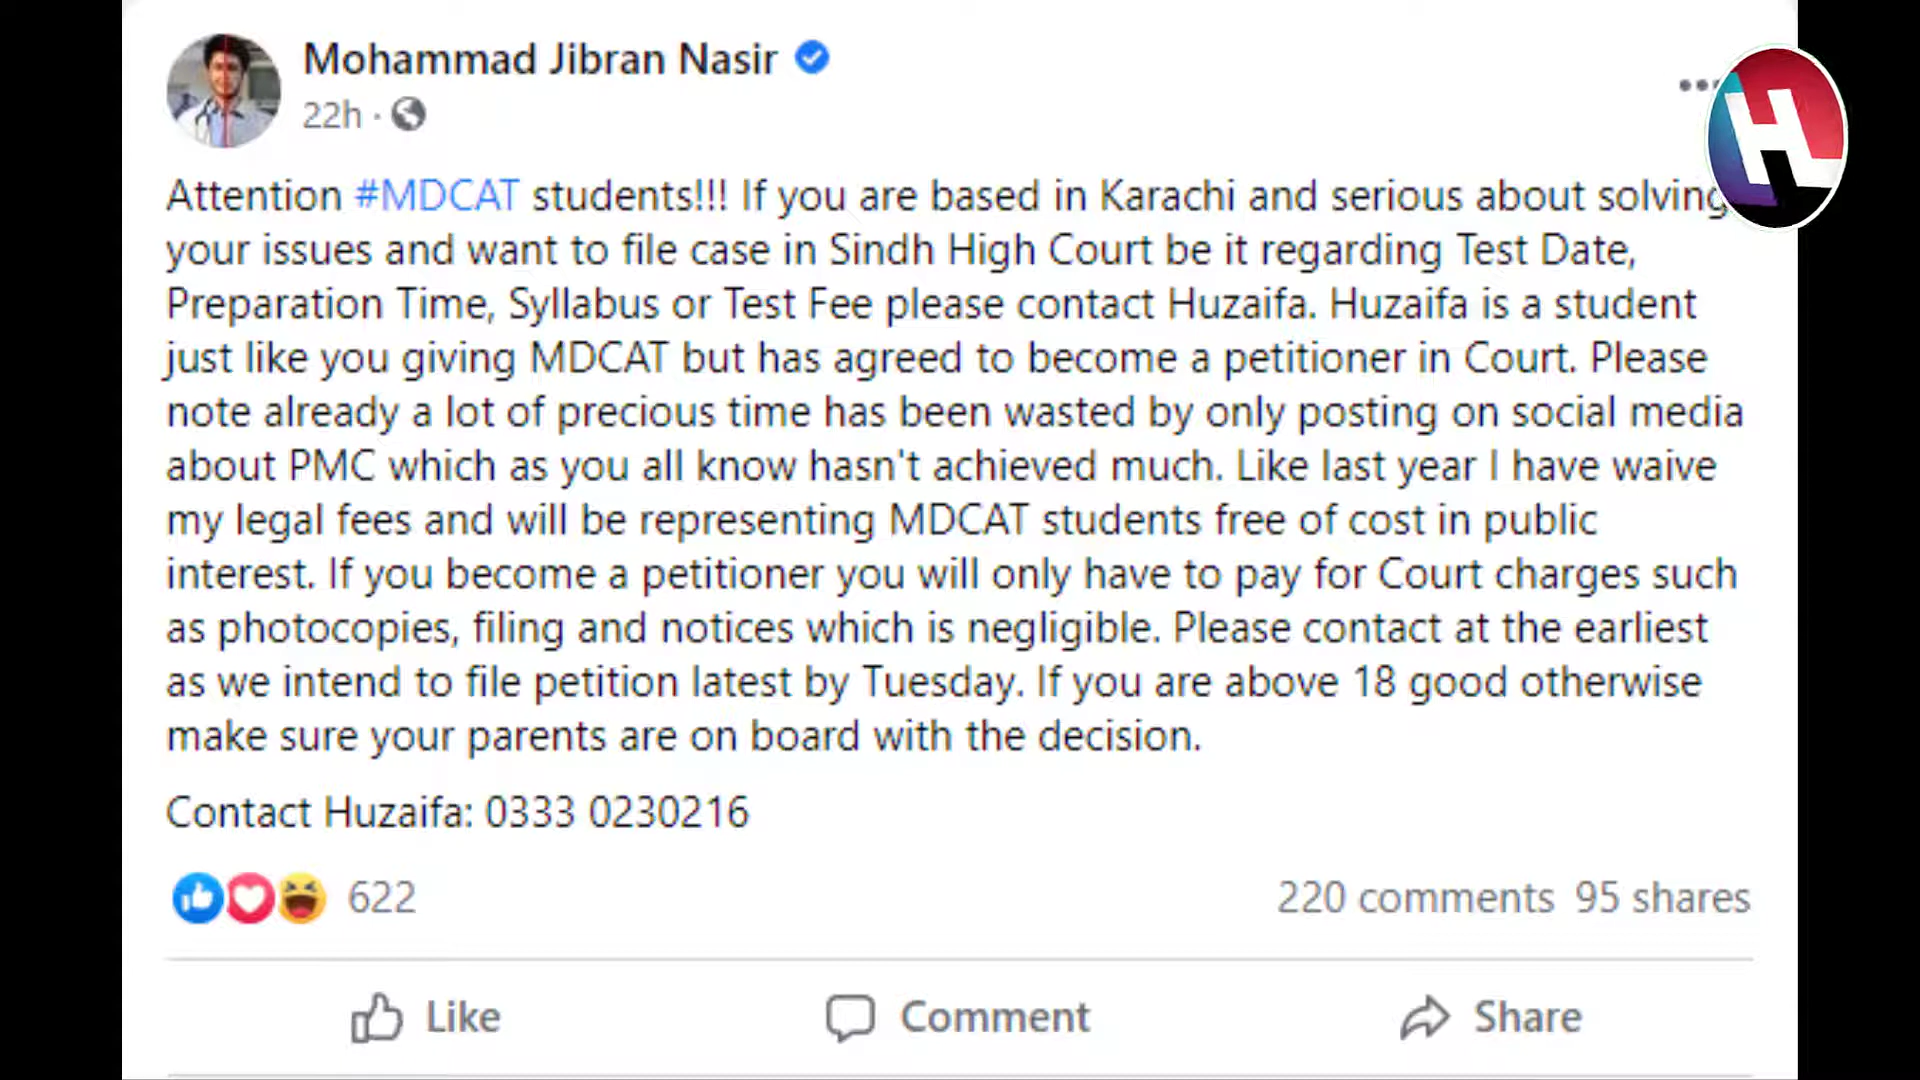 Mohammad Jibran Nasir
22h ·
Attention #MDCAT students!!! If you are based in Karachi and serious about solving
your issues and want to file case in Sindh High Court be it regarding Test Date,
Preparation Time, Syllabus or Test Fee please contact Huzaifa. Huzaifa is a student
just like you giving MDCAT but has agreed to become a petitioner in Court. Please
note already a lot of precious time has been wasted by only posting on social media
about PMC which as you all know hasn't achieved much. Like last year I have waive
my legal fees and will be representing MDCAT students free of cost in public
interest. If you become a petitioner you will only have to pay for Court charges such
as photocopies, filing and notices which is negligible. Please contact at the earliest
as we intend to file petition latest by Tuesday. If you are above 18 good otherwise
make sure your parents are on board with the decision.
Contact Huzaifa: 0333 0230216
622 220 comments 95 shares
Like Comment Share
H